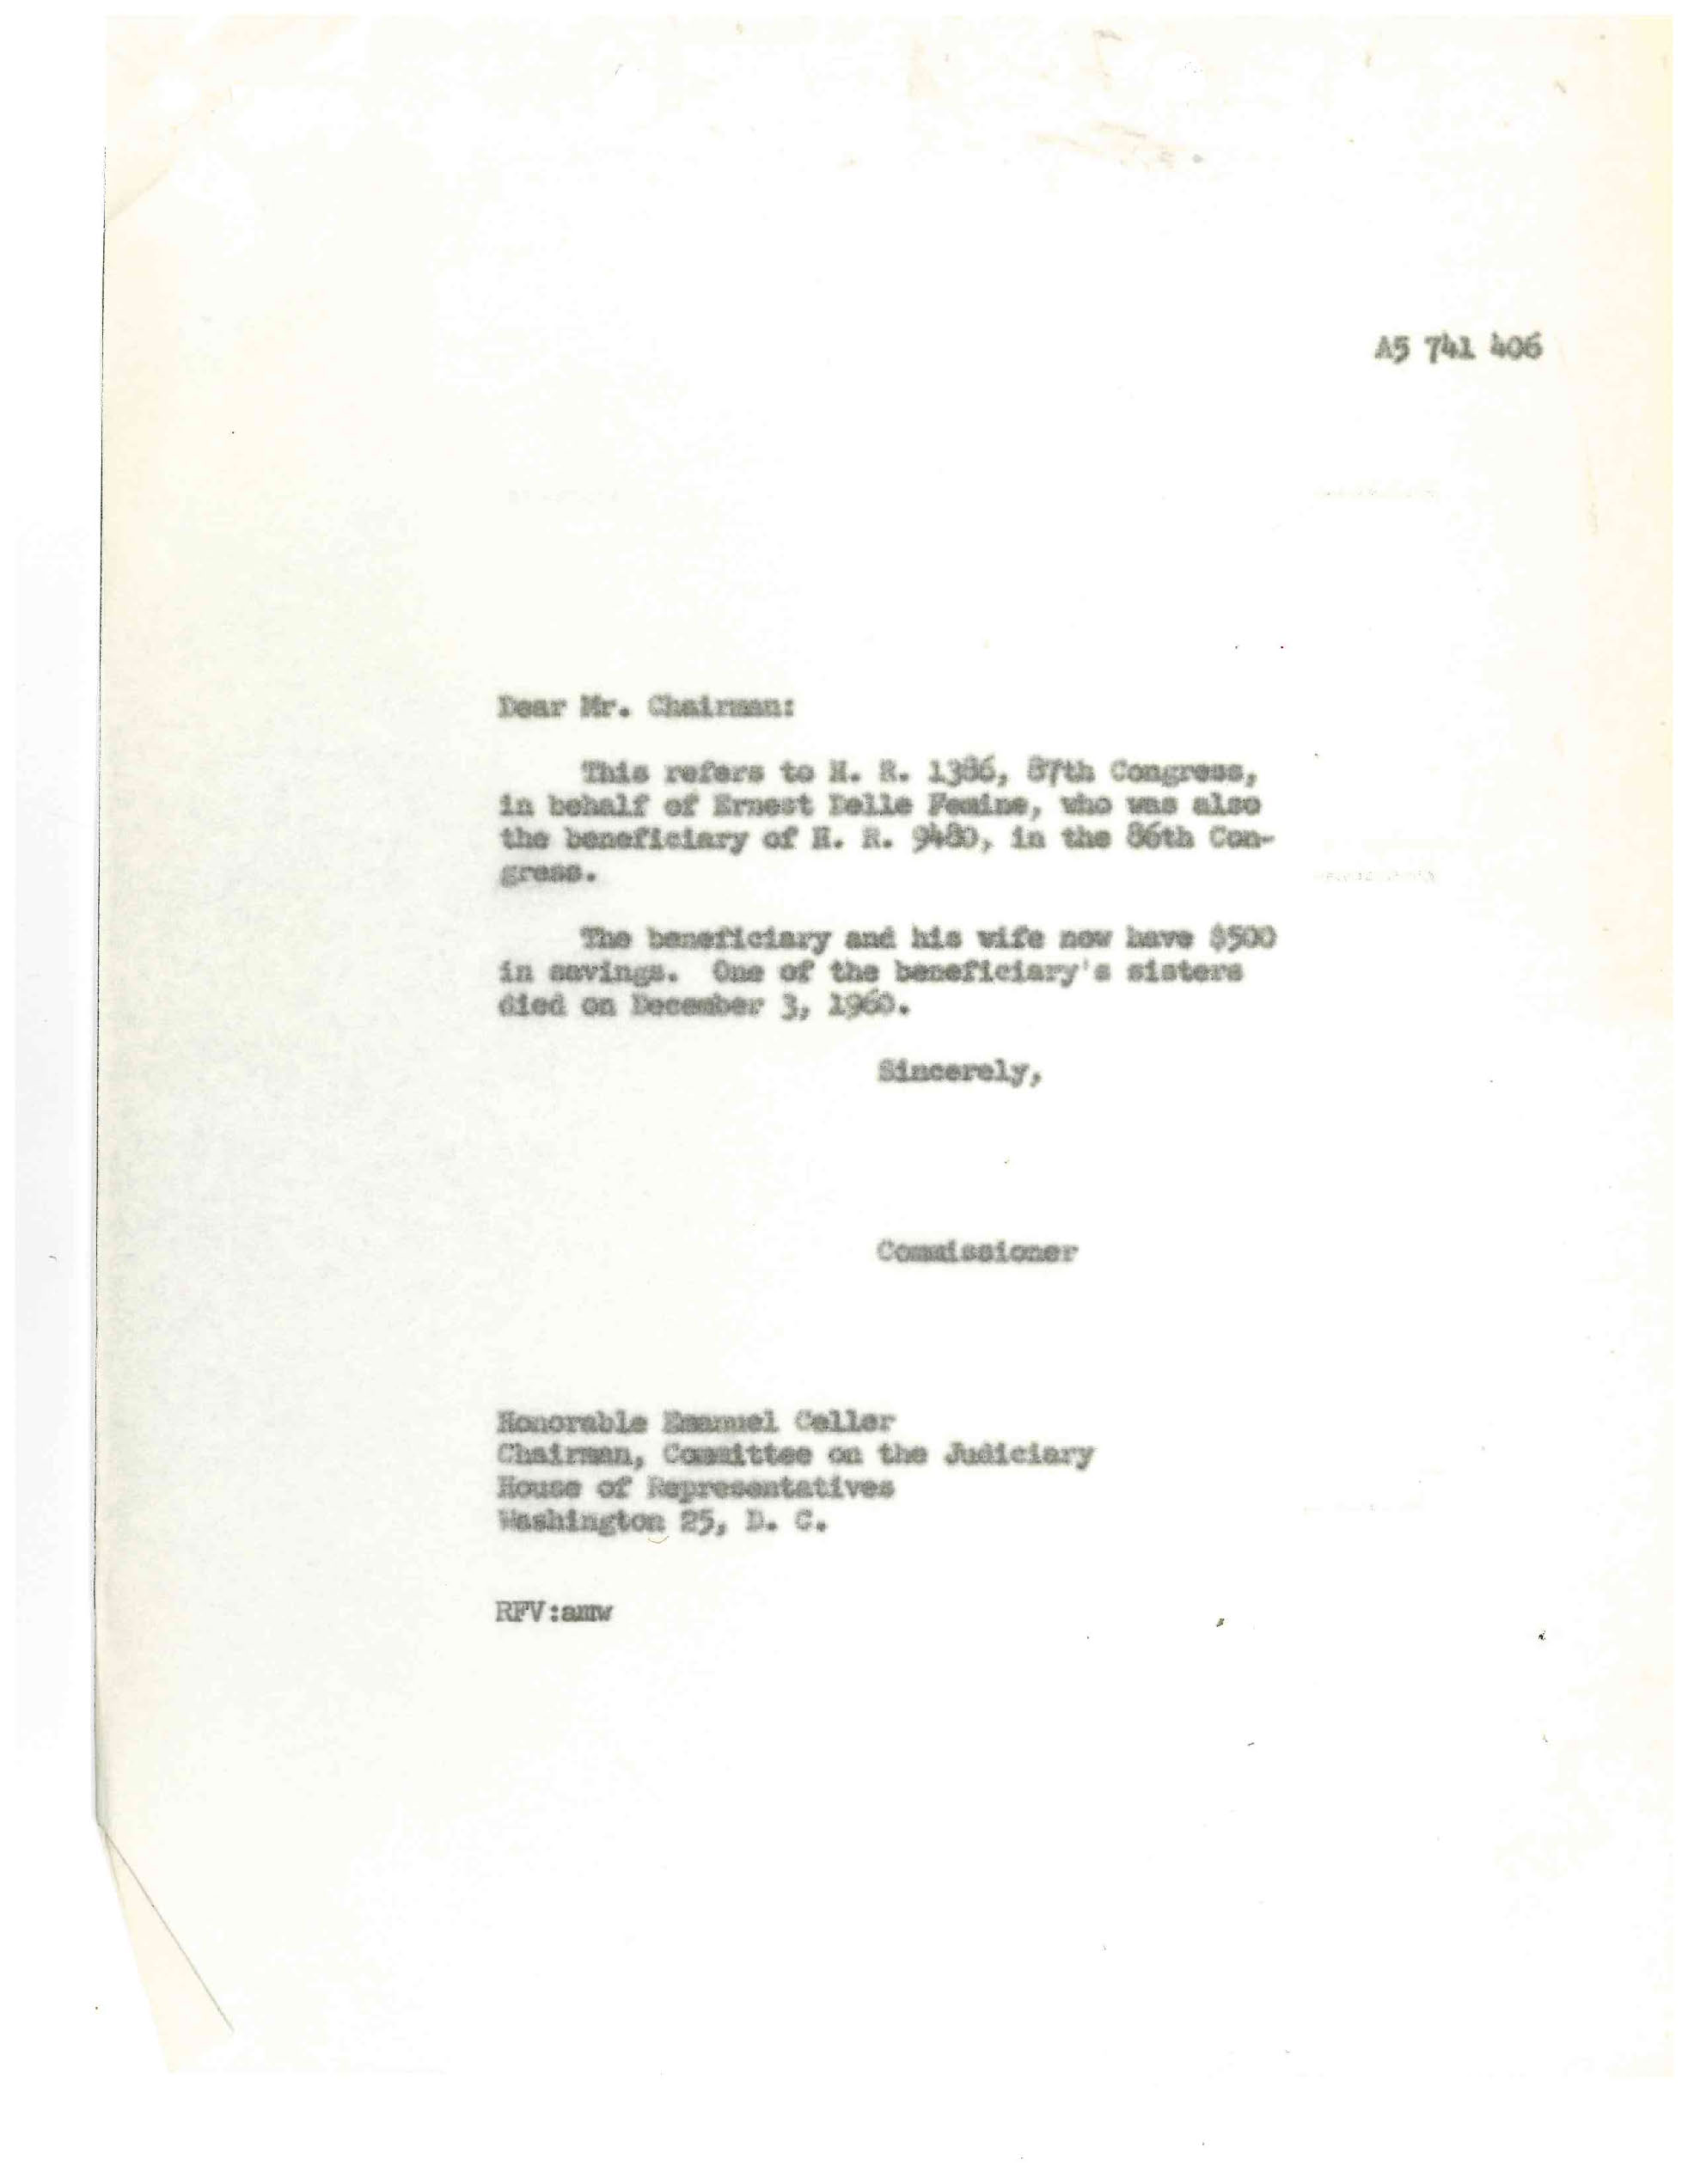 A5 741 406
Dear Mr. Chairman:
This refers to H. R. 1386, 87th Congress,
in behalf of Ernest Delle Femine, who was also
the beneficiary of H. R. 9480, in the 86th Con-
gress.
The beneficiary and his wife now have $500
in savings. One of the beneficiary's sisters
died on December 3, 1960.
Sincerely,
Commissioner
Honorable Emanuel Celler
Chairman, Committee on the Judiciary
House of Representatives
Washington 25, D. C.
RFV:amw